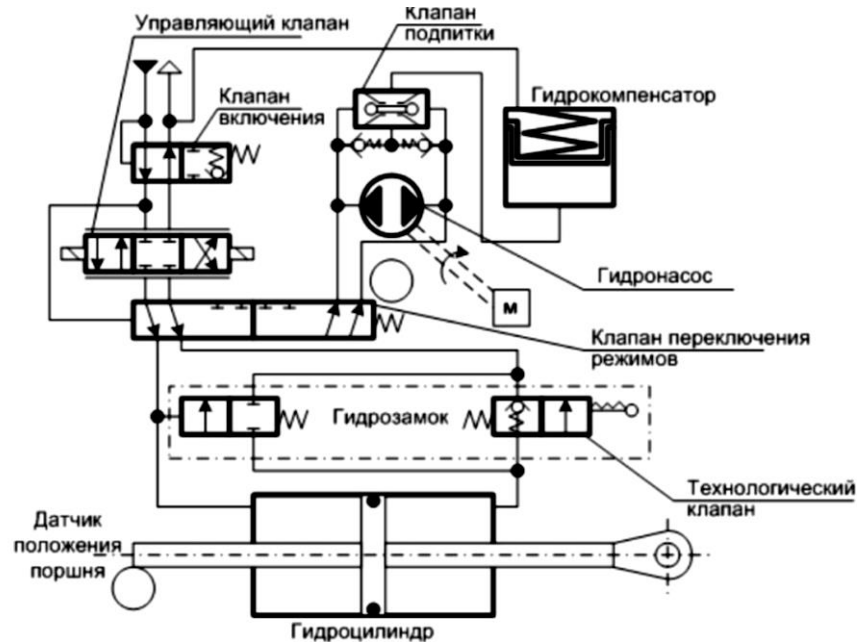 Управляющий клапан
Клапан
подпитки
Клапан
включения
Гидрокомпенсатор
Гидронасос
М
Клапан переключения
режимов
Гидрозамок
Технологический
клапан
Датчик
положения
поршня
Гидроцилиндр